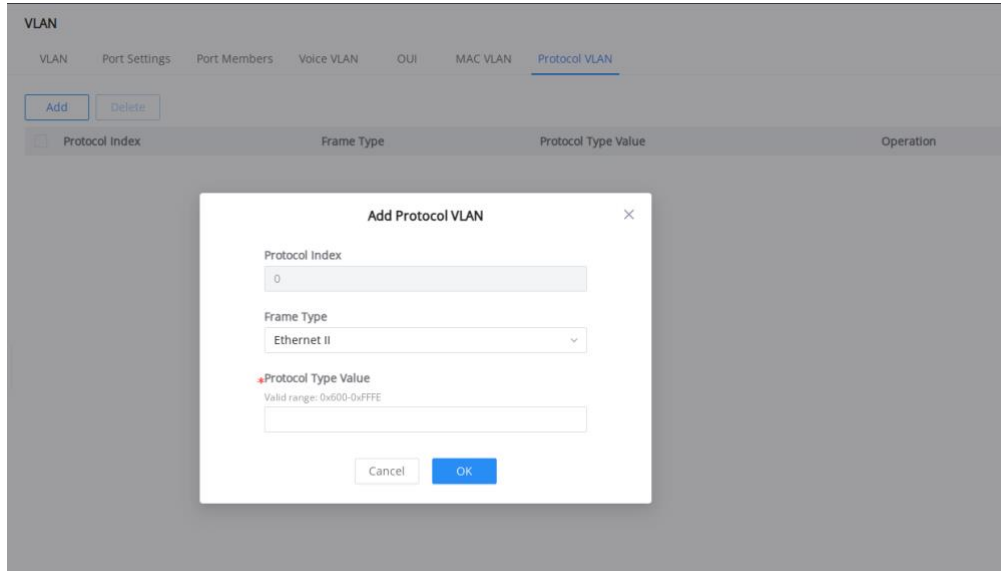 VLAN
VLAN Port Settings Port Members Voice VLAN OUI MAC VLAN Protocol VLAN
Add Delete
Protocol Index Frame Type Protocol Type Value Operation
Add Protocol VLAN
Protocol Index
0
Frame Type
Ethernet II
*Protocol Type Value
Valid range: 0x600-0xFFFE
Cancel OK